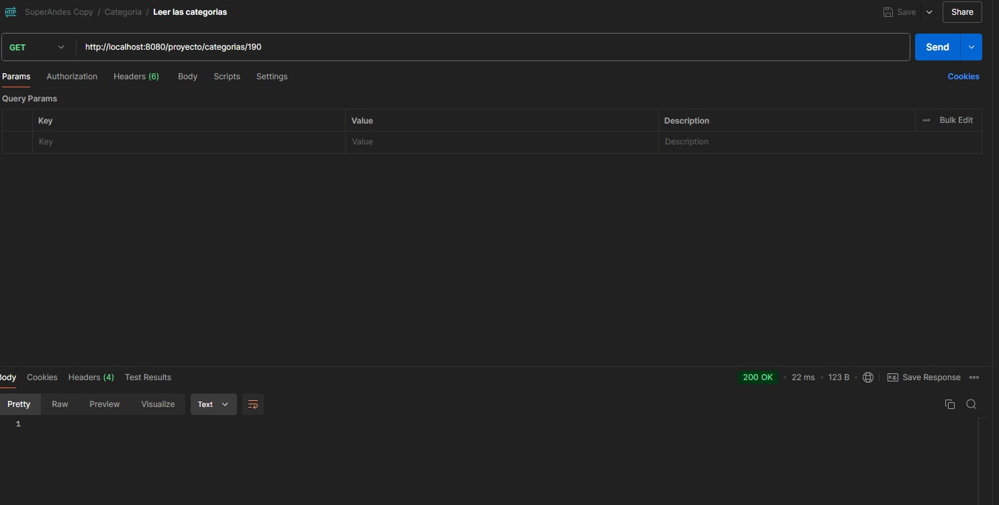 HTTP SuperAndes Copy / Categoria / Leer las categorias Save Share
GET http://localhost:8080/proyecto/categorias/190 Send
Params Authorization Headers (6) Body Scripts Settings Cookies
Query Params
Key Value Description Bulk Edit
Key Value Description
Body Cookies Headers (4) Test Results 200 OK 22 ms 123 B e.g. Save Response
Pretty Raw Preview Visualize Text
1